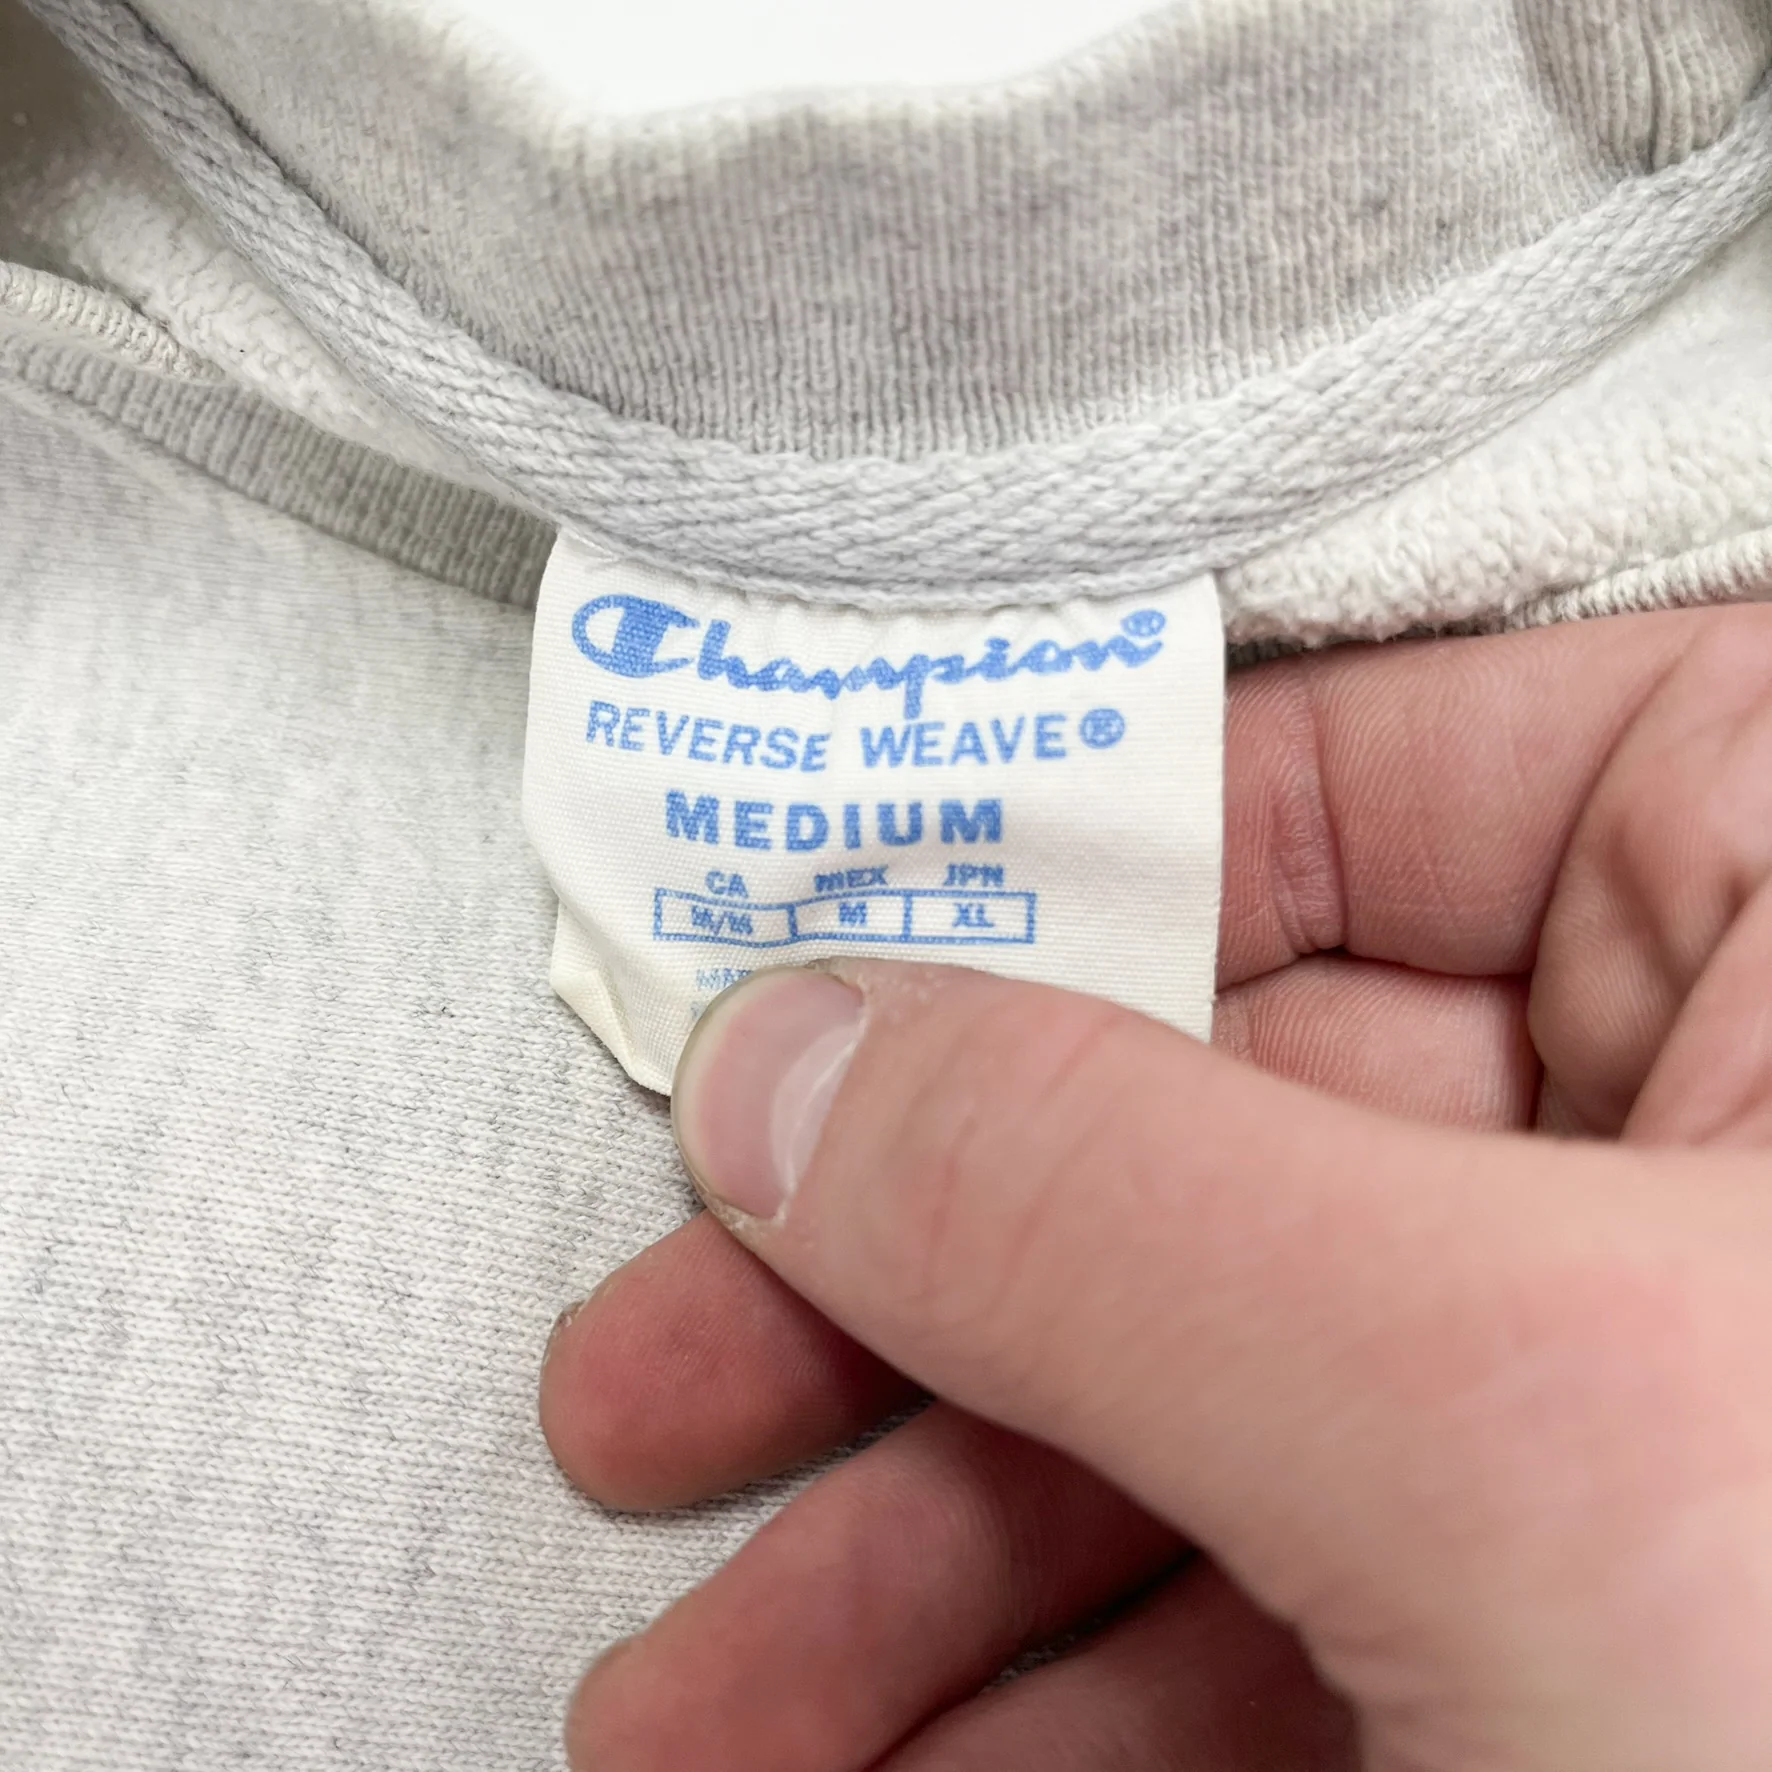 Champion®
REVERSE WEAVE®
MEDIUM
CA MEX JPN
M/M M XL